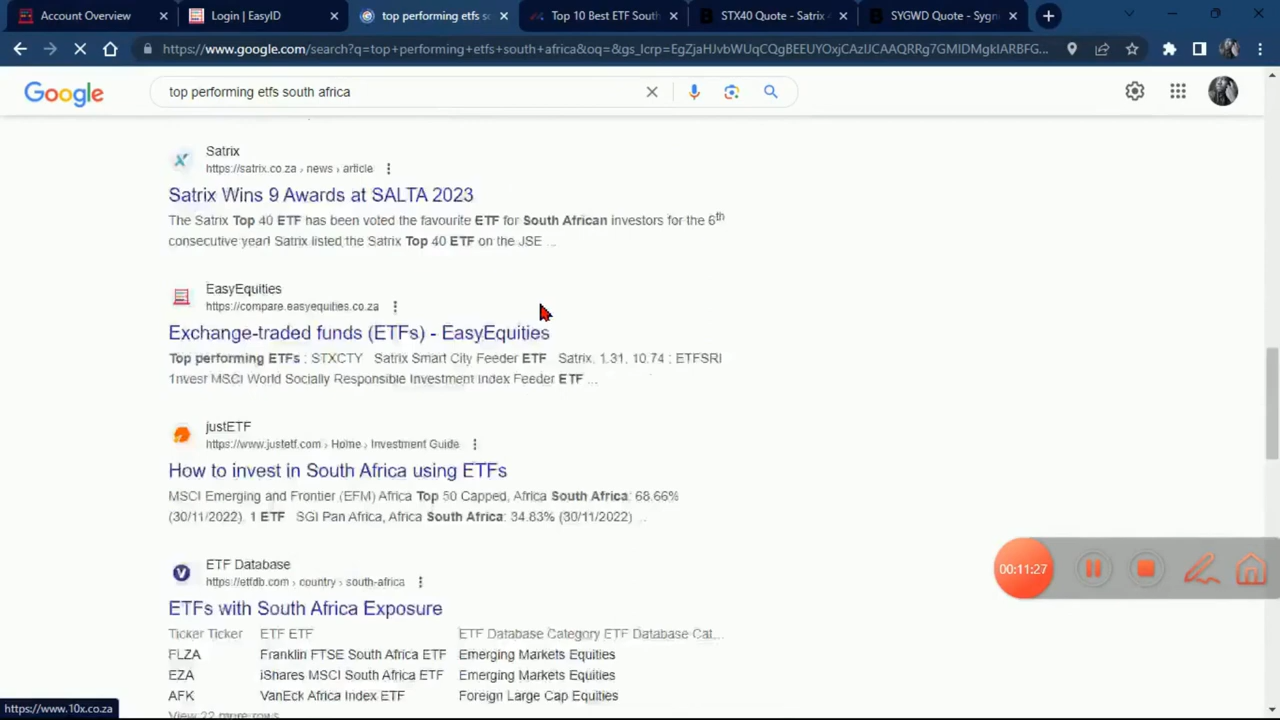 Account Overview
Login | EasyID
top performing etfs so
Top 10 Best ETF South
STX40 Quote - Satrix
SYGWD Quote - Sygn
https://www.google.com/search?q=top+performing+etfs+south+africa&oq=&gs_lcrp=EgZjaHJvbWUqCQgBEEUYOxjCAzIJCAAQRRg7GMIDMgkIARBFG...
Google
top performing etfs south africa
Satrix
https://satrix.co.za › news › article
Satrix Wins 9 Awards at SALTA 2023
The Satrix Top 40 ETF has been voted the favourite ETF for South African investors for the 6th
consecutive year! Satrix listed the Satrix Top 40 ETF on the JSE ...
EasyEquities
https://compare.easyequities.co.za
Exchange-traded funds (ETFs) - EasyEquities
Top performing ETFs : STXCTY Satrix Smart City Feeder ETF Satrix, 1.31, 10.74 ; ETFSRI
1nvest MSCI World Socially Responsible Investment Index Feeder ETF ...
justETF
https://www.justetf.com › Home › Investment Guide
How to invest in South Africa using ETFs
MSCI Emerging and Frontier (EFM) Africa Top 50 Capped, Africa South Africa: 68.66%
(30/11/2022). 1 ETF SGI Pan Africa, Africa South Africa: 34.63% (30/11/2022) ...
00:11:27
ETF Database
https://etfdb.com › country › south-africa
ETFs with South Africa Exposure
Ticker Ticker ETF ETF ETF Database Category ETF Database Cat...
FLZA Franklin FTSE South Africa ETF Emerging Markets Equities
EZA iShares MSCI South Africa ETF Emerging Markets Equities
AFK VanEck Africa Index ETF Foreign Large Cap Equities
View 22 more rows
https://www.10x.co.za